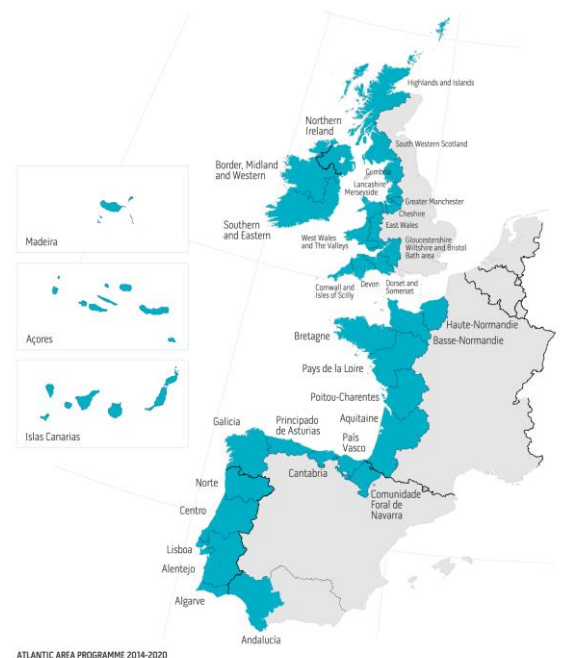 Highlands and Islands
Northern
Ireland
South Western Scotland
Border, Midland
and Western
Cumbria
Lancashire
Merseyside
Greater Manchester
Cheshire
East Wales
Southern
and Eastern
West Wales
and The Valleys
Gloucestershire
Wiltshire and Bristol
Bath area
Madeira
Cornwall and
Isles of Scilly
Devon
Dorset and
Somerset
Açores
Haute-Normandie
Bretagne
Basse-Normandie
Pays de la Loire
Poitou-Charentes
Islas Canarias
Galicia
Principado
de Asturias
Aquitaine
País
Vasco
Cantabria
Norte
Comunidade
Foral de
Navarra
Centro
Lisboa
Alentejo
Algarve
Andalucía
ATLANTIC AREA PROGRAMME 2014-2020